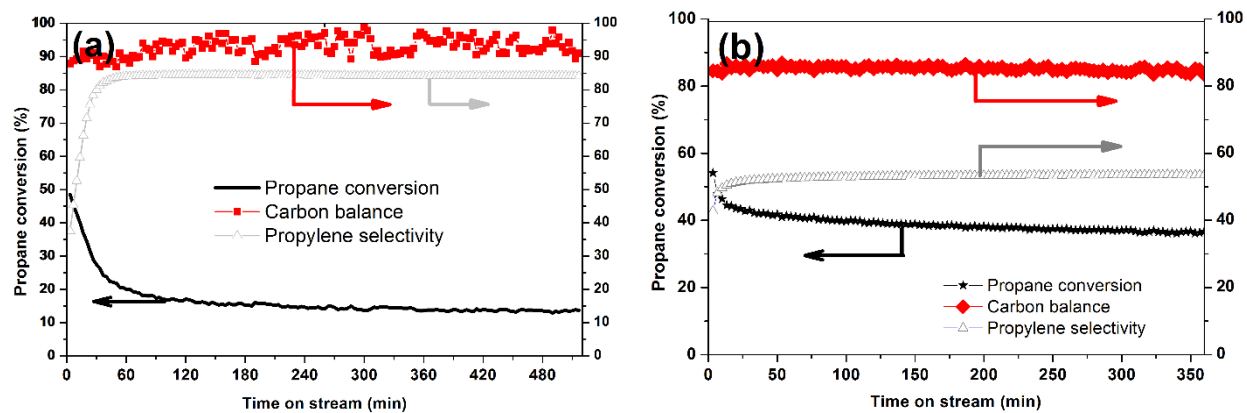 (a)
Propane conversion (%)
100
90
80
70
60
50
40
30
20
10
0
100
90
80
70
60
50
40
30
20
10
0
Propane conversion
Carbon balance
Propylene selectivity
0 60 120 180 240 300 360 420 480
Time on stream (min)
(b)
Propane conversion (%)
100
80
60
40
20
0
100
80
60
40
20
0
Propane conversion
Carbon balance
Propylene selectivity
0 50 100 150 200 250 300 350
Time on stream (min)